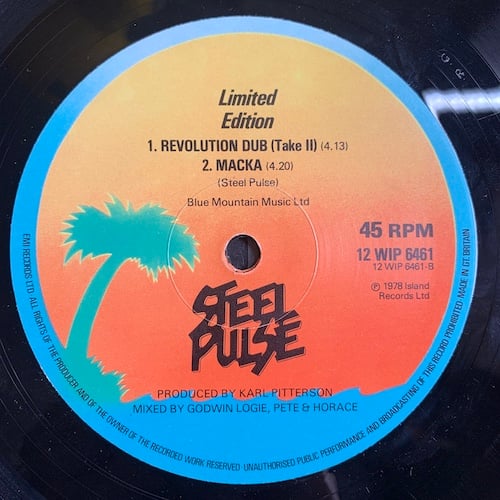 Limited
Edition
1. REVOLUTION DUB (Take II) (4.13)
2. MACKA (4.20)
(Steel Pulse)
Blue Mountain Music Ltd
45 RPM
12 WIP 6461
12 WIP 6461-B
℗ 1978 Island
Records Ltd
STEEL
PULSE
PRODUCED BY KARL PITTERSON
MIXED BY GODWIN LOGIE, PETE & HORACE
EMI RECORDS LTD. ALL RIGHTS OF THE PRODUCER AND OF THE OWNER OF THE RECORDED WORK RESERVED · UNAUTHORISED PUBLIC PERFORMANCE AND BROADCASTING OF THIS RECORD PROHIBITED. MADE IN GT. BRITAIN